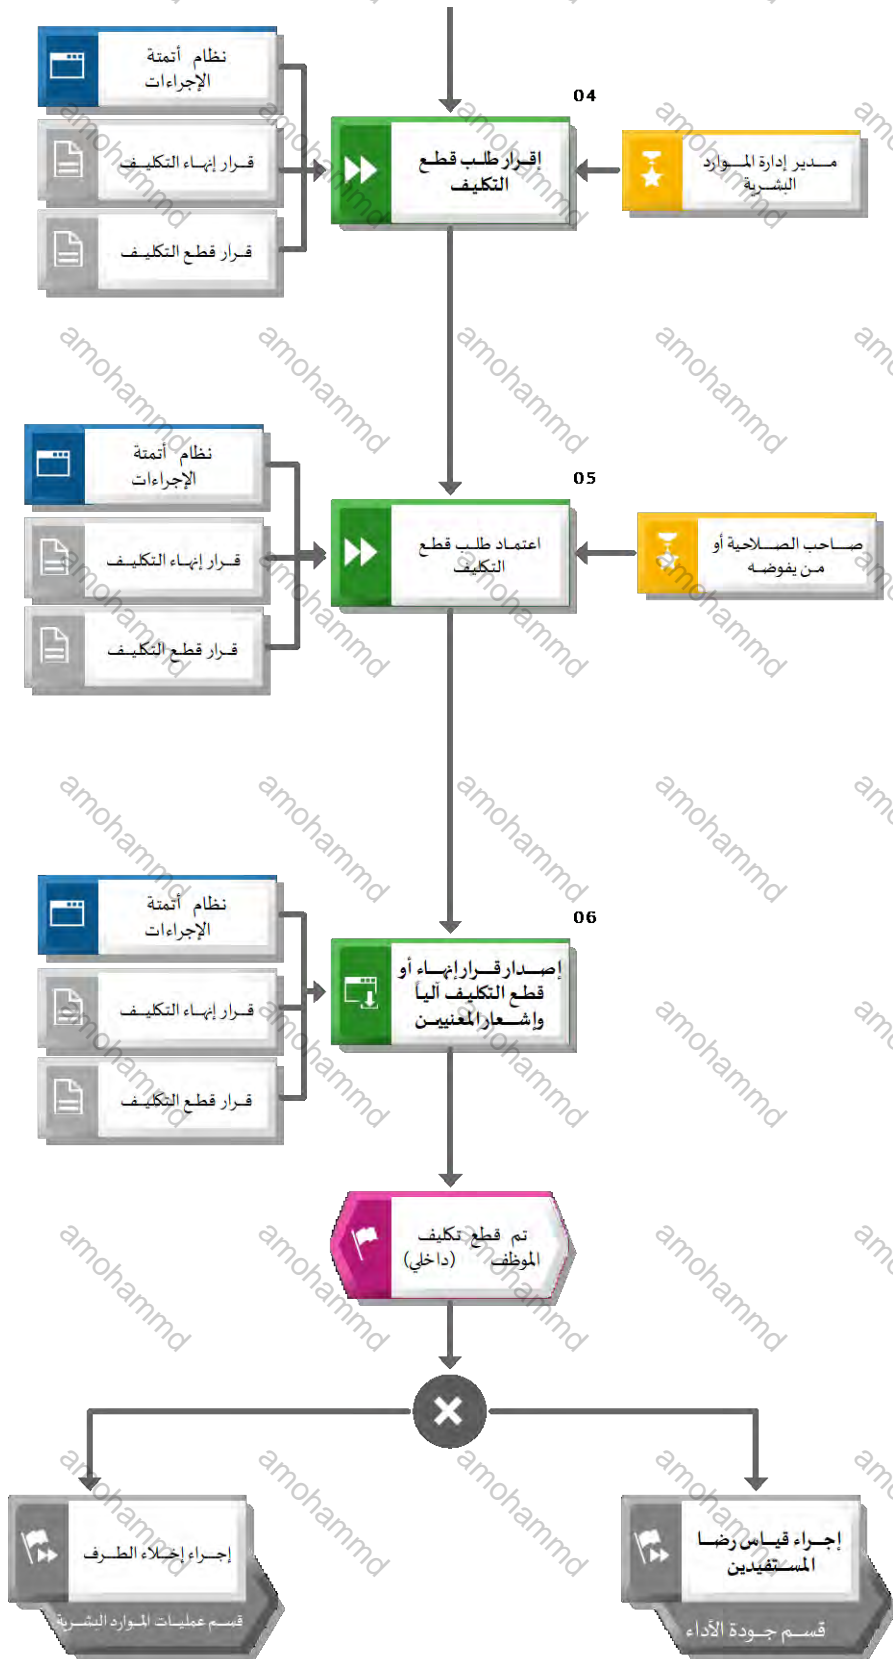 04
نظام أتمتة
الإجراءات
قرار إنهاء التكليف
قرار قطع التكليف
إقرار طلب قطع
التكليف
مدير إدارة الموارد
البشرية
05
نظام أتمتة
الإجراءات
قرار إنهاء التكليف
قرار قطع التكليف
اعتماد طلب قطع
التكليف
صاحب الصلاحية أو
من يفوضه
06
نظام أتمتة
الإجراءات
قرار إنهاء التكليف
قرار قطع التكليف
إصدار قرار إنهاء أو
قطع التكليف آلياً
وإشعار المعنيين
تم قطع تكليف
الموظف (داخلي)
إجراء قياس رضا
المستفيدين
قسم جودة الأداء
إجراء إخلاء الطرف
قسم عمليات الموارد البشرية
amohammd